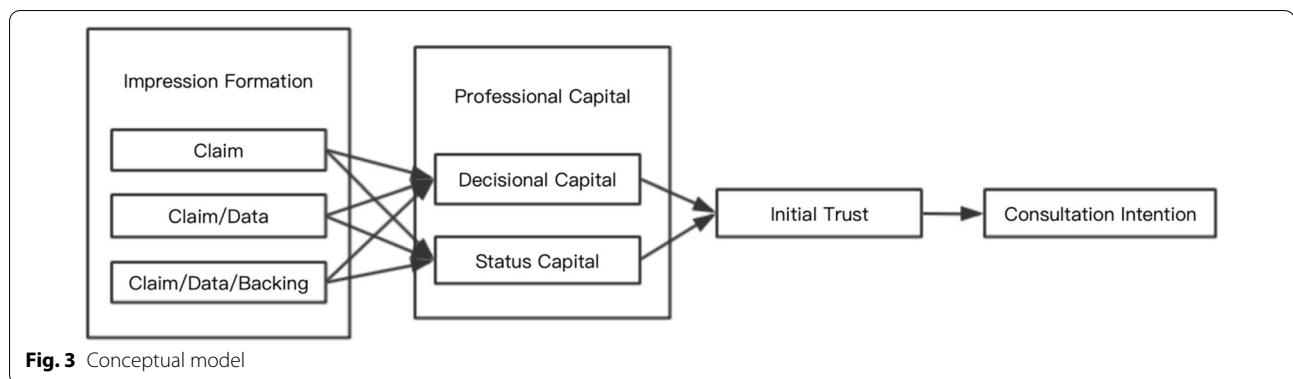 Impression Formation
Claim
Claim/Data
Claim/Data/Backing
Professional Capital
Decisional Capital
Status Capital
Initial Trust
Consultation Intention
Fig. 3 Conceptual model